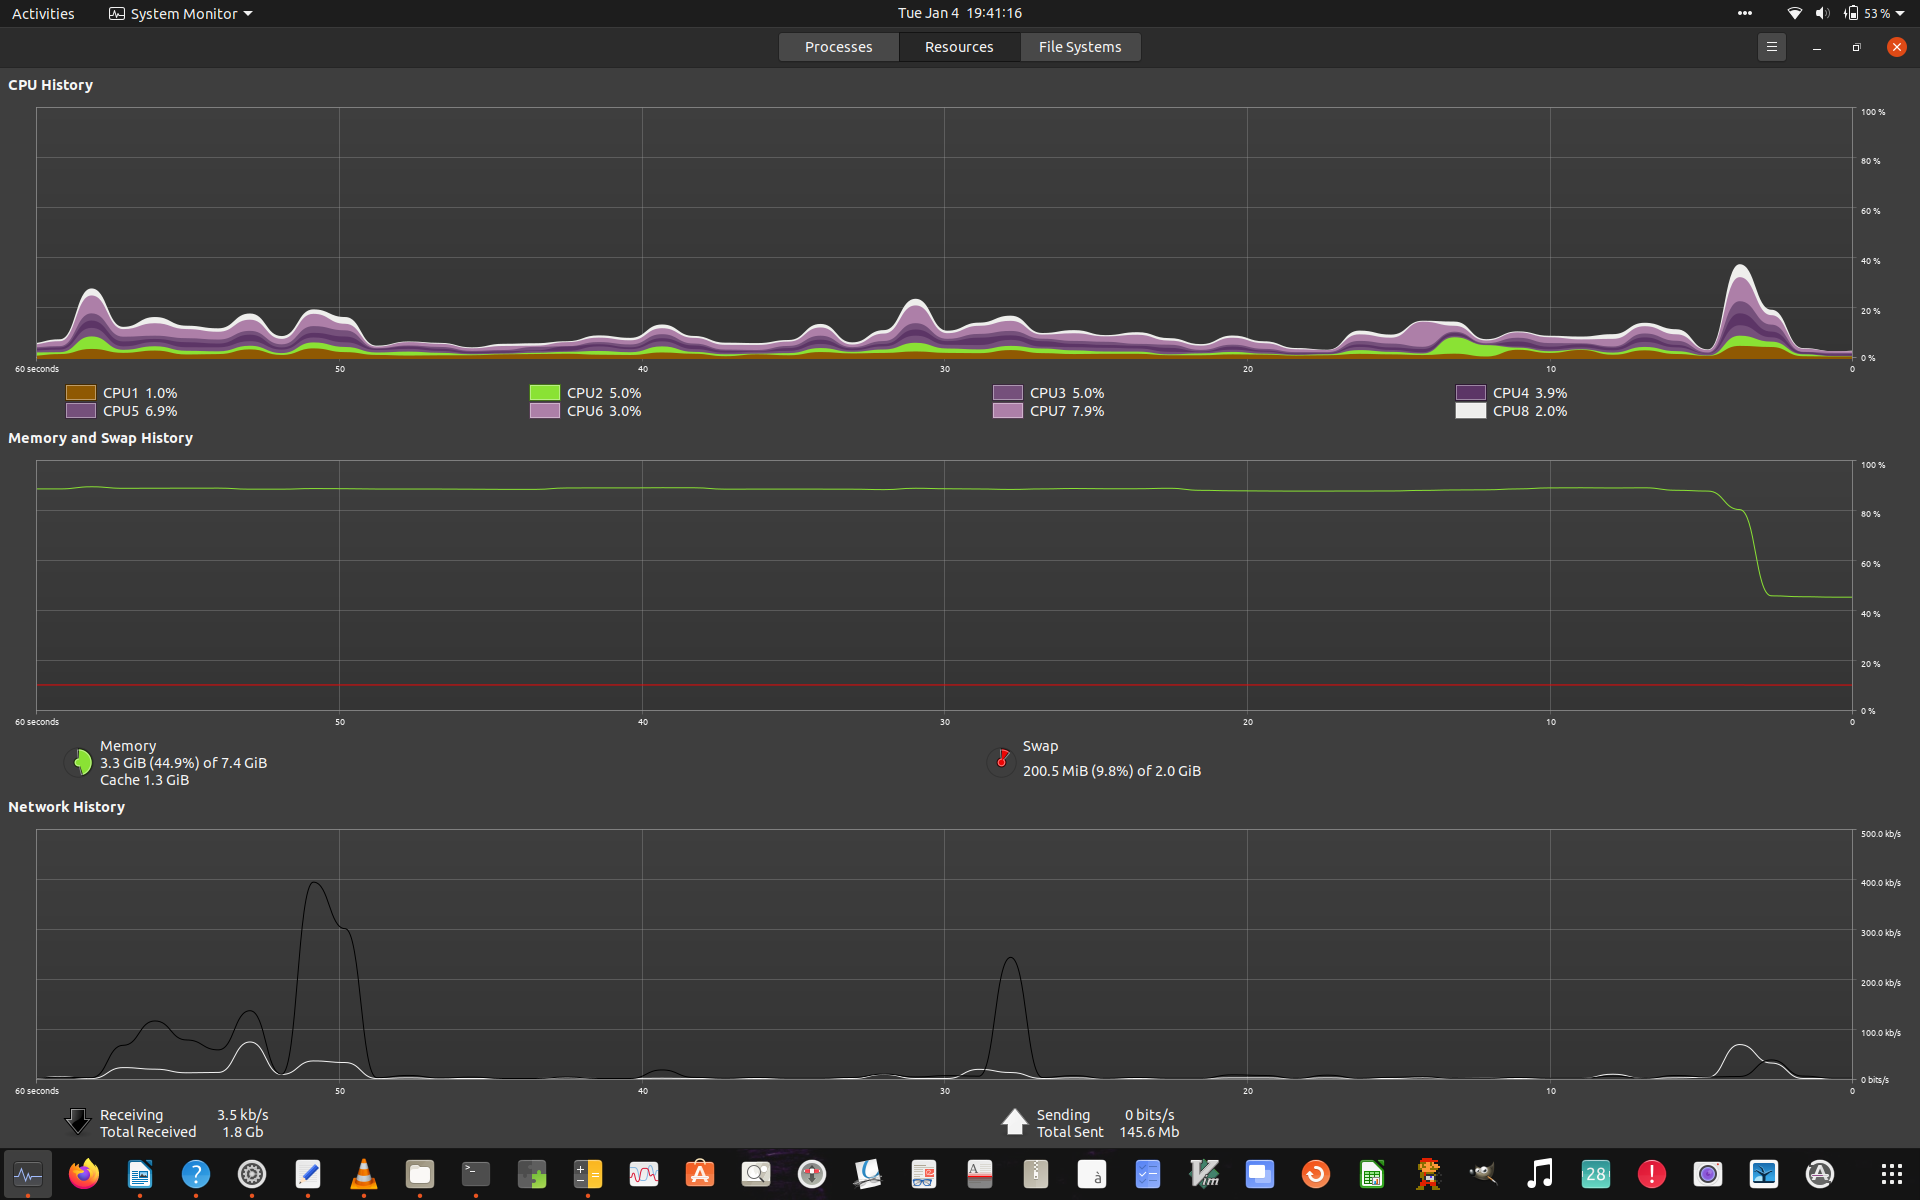 Activities System Monitor Tue Jan 4 19:41:16 53 %
Processes Resources File Systems
CPU History
100 %
80 %
60 %
40 %
20 %
0 %
60 seconds 50 40 30 20 10 0
CPU1 1.0% CPU2 5.0% CPU3 5.0% CPU4 3.9%
CPU5 6.9% CPU6 3.0% CPU7 7.9% CPU8 2.0%
Memory and Swap History
100 %
80 %
60 %
40 %
20 %
0 %
60 seconds 50 40 30 20 10 0
Memory
3.3 GiB (44.9%) of 7.4 GiB
Cache 1.3 GiB
Swap
200.5 MiB (9.8%) of 2.0 GiB
Network History
500.0 kb/s
400.0 kb/s
300.0 kb/s
200.0 kb/s
100.0 kb/s
0 bits/s
60 seconds 50 40 30 20 10 0
Receiving 3.5 kb/s
Total Received 1.8 Gb
Sending 0 bits/s
Total Sent 145.6 Mb
? >_ A A à Vim 28 !